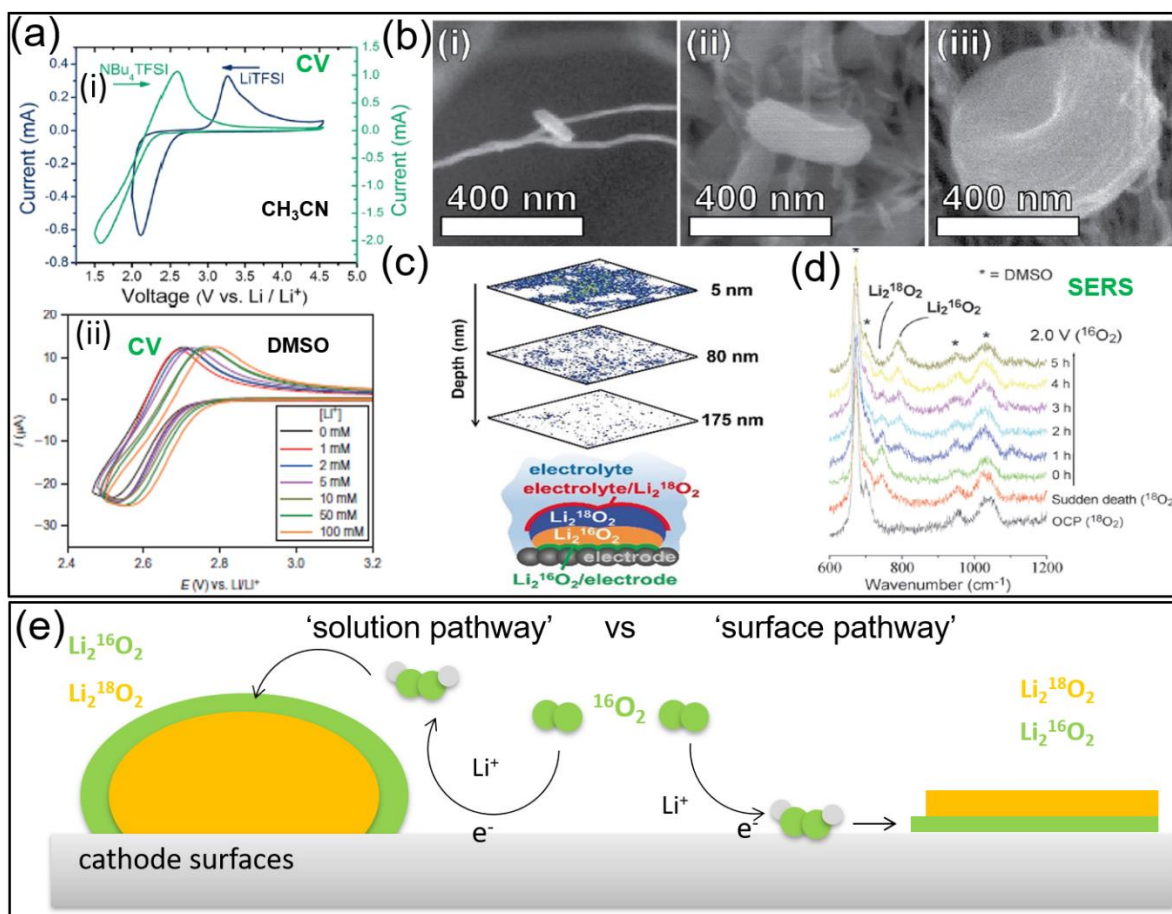 (a)
(i)
NBu₄TFSI
CV
LiTFSI
CH₃CN
Current (mA)
0.4
0.2
0.0
-0.2
-0.4
-0.6
-0.8
1.5
1.0
0.5
0.0
-0.5
-1.0
-1.5
-2.0
Current (mA)
1.5 2.0 2.5 3.0 3.5 4.0 4.5 5.0
Voltage (V vs. Li / Li⁺)
(ii)
CV
DMSO
20
10
0
−10
−20
−30
I (µA)
[Li⁺]
0 mM
1 mM
2 mM
5 mM
10 mM
50 mM
100 mM
2.4 2.6 2.8 3.0 3.2
E (V) vs. Li/Li⁺
(b)
(i)
400 nm
(ii)
400 nm
(iii)
400 nm
(c)
Depth (nm)
5 nm
80 nm
175 nm
electrolyte
electrolyte/Li₂¹⁸O₂
Li₂¹⁸O₂
Li₂¹⁶O₂
electrode
Li₂¹⁶O₂/electrode
(d)
* = DMSO
SERS
Li₂¹⁸O₂
Li₂¹⁶O₂
2.0 V (¹⁶O₂)
*
*
*
*
5 h
4 h
3 h
2 h
1 h
0 h
Sudden death (¹⁸O₂
OCP (¹⁸O₂)
600 800 1000 1200
Wavenumber (cm⁻¹)
(e)
'solution pathway' vs 'surface pathway'
Li₂¹⁶O₂
Li₂¹⁸O₂
¹⁶O₂
Li⁺
e⁻
Li⁺
e⁻
Li₂¹⁸O₂
Li₂¹⁶O₂
cathode surfaces